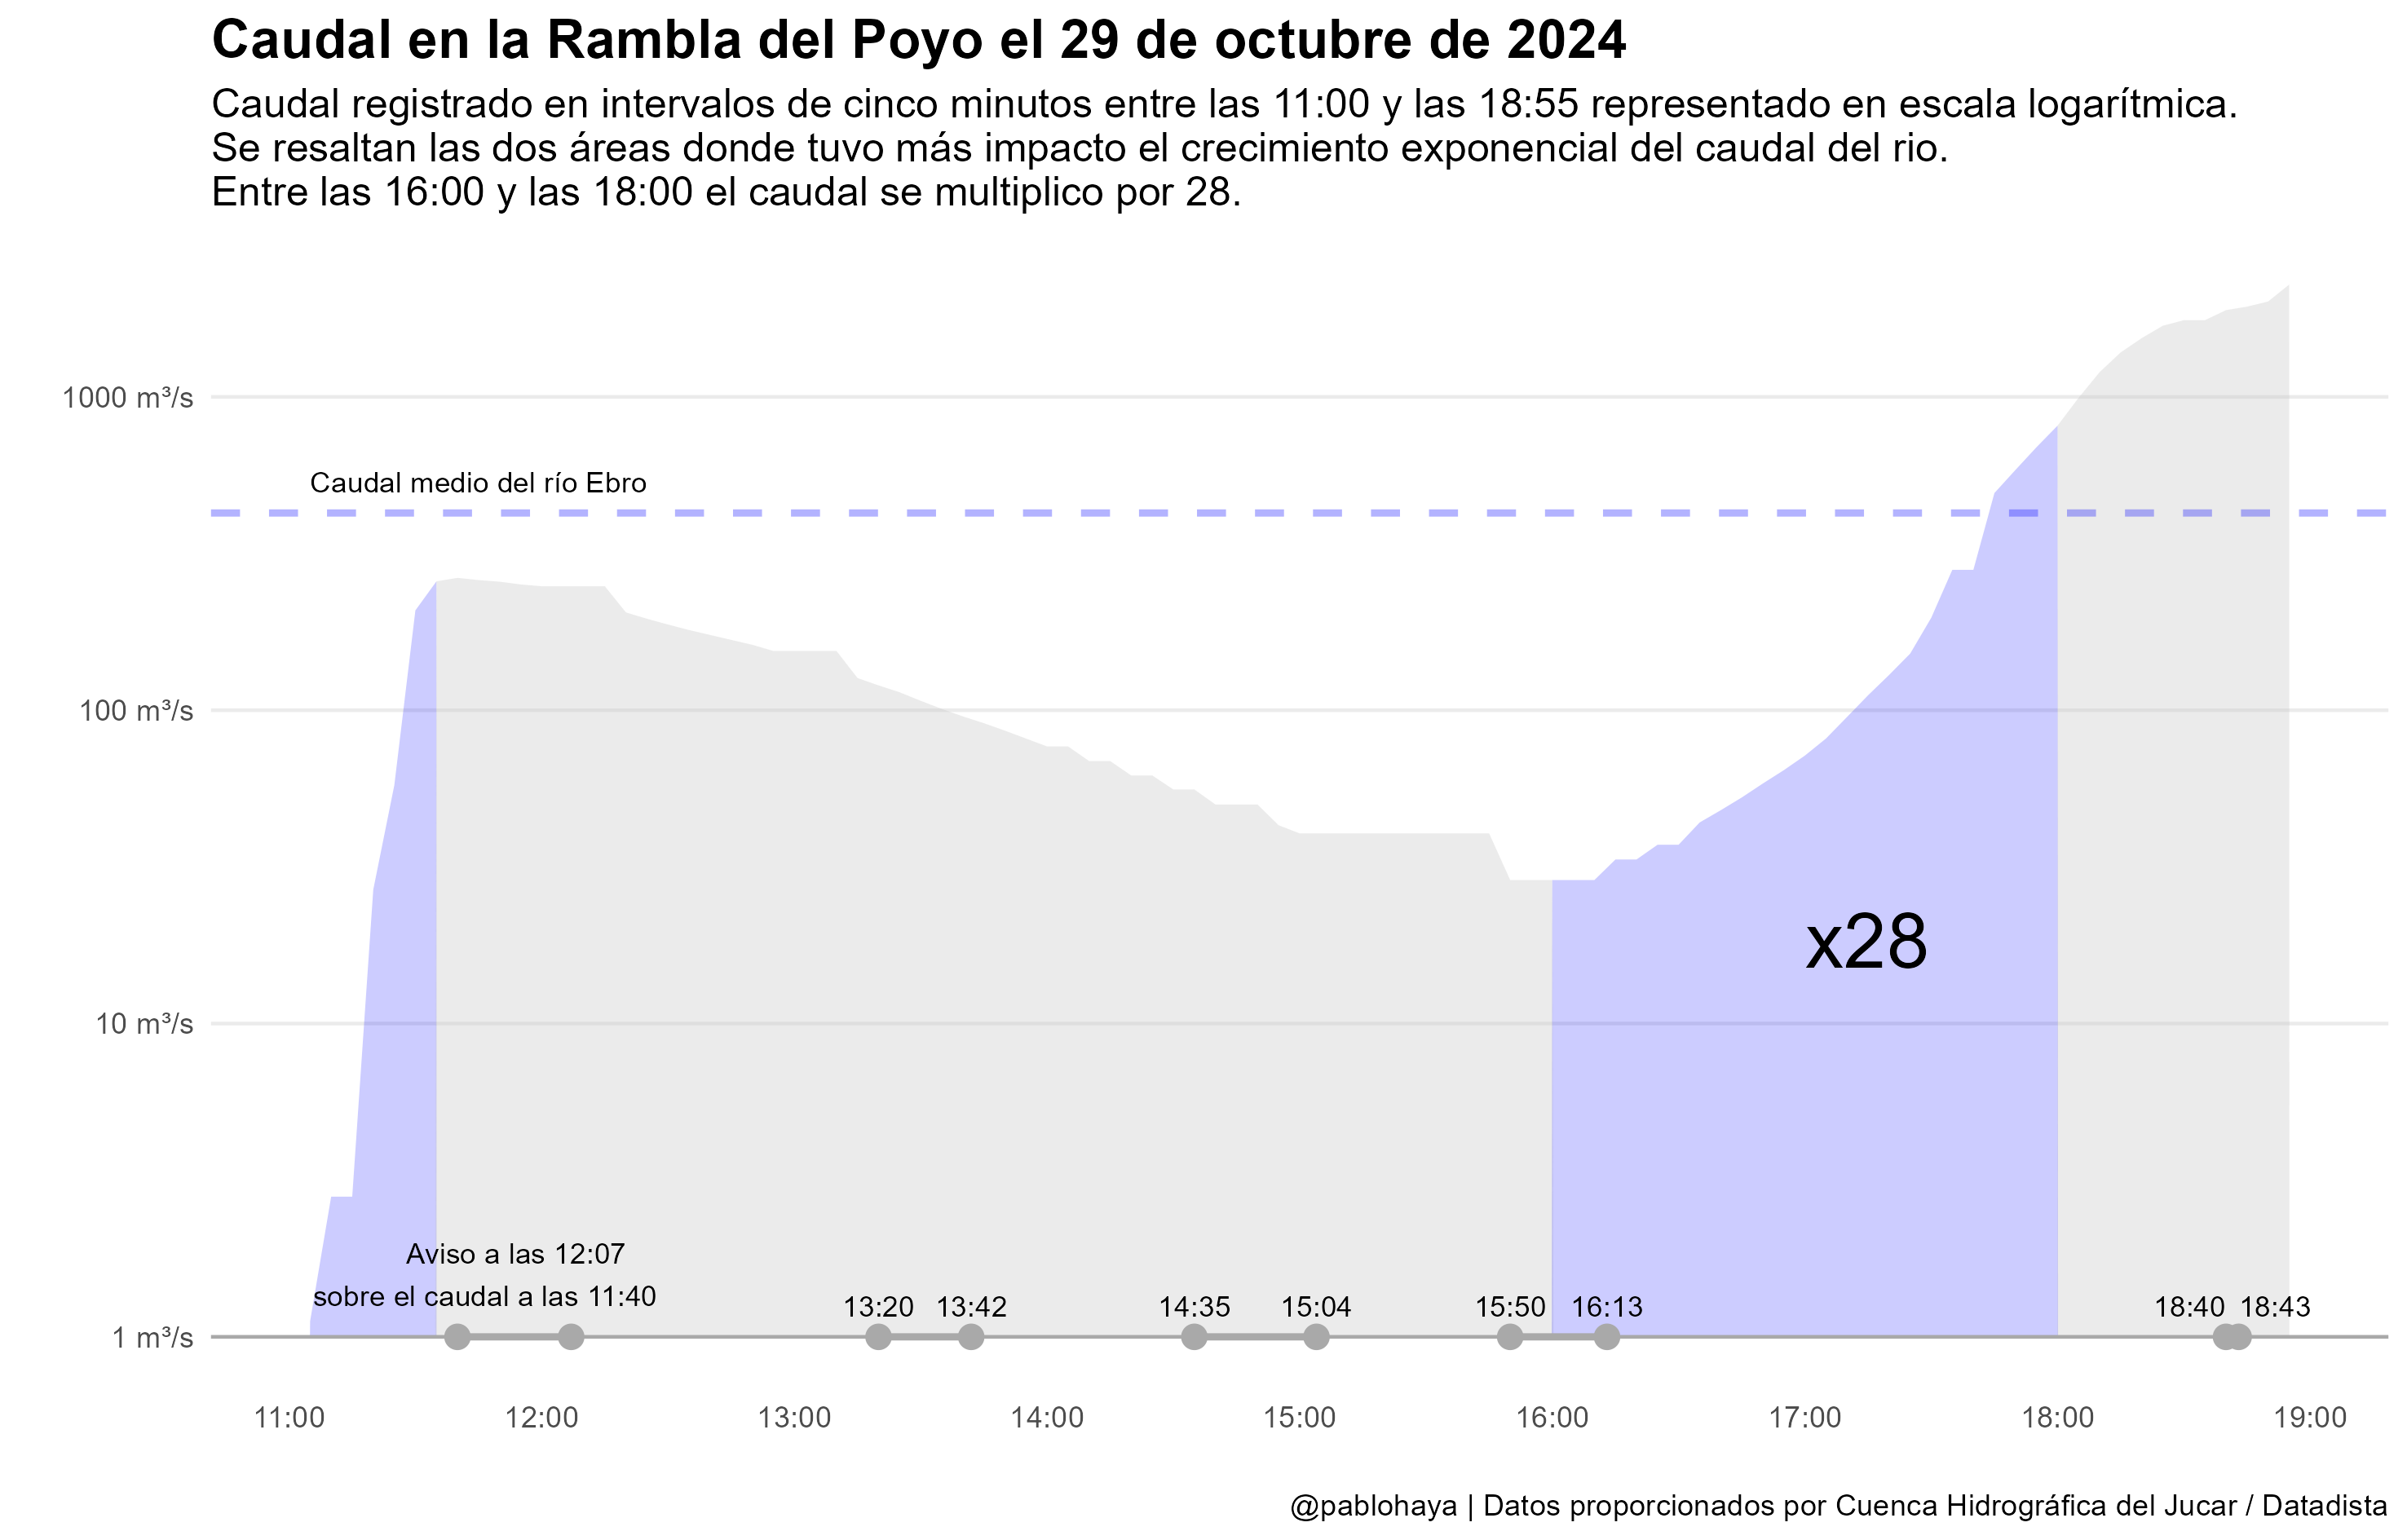 Caudal en la Rambla del Poyo el 29 de octubre de 2024
Caudal registrado en intervalos de cinco minutos entre las 11:00 y las 18:55 representado en escala logarítmica.
Se resaltan las dos áreas donde tuvo más impacto el crecimiento exponencial del caudal del rio.
Entre las 16:00 y las 18:00 el caudal se multiplico por 28.
1000 m³/s
Caudal medio del río Ebro
100 m³/s
x28
10 m³/s
Aviso a las 12:07
sobre el caudal a las 11:40
13:20 13:42 14:35 15:04 15:50 16:13 18:40 18:43
1 m³/s
11:00 12:00 13:00 14:00 15:00 16:00 17:00 18:00 19:00
@pablohaya | Datos proporcionados por Cuenca Hidrográfica del Jucar / Datadista